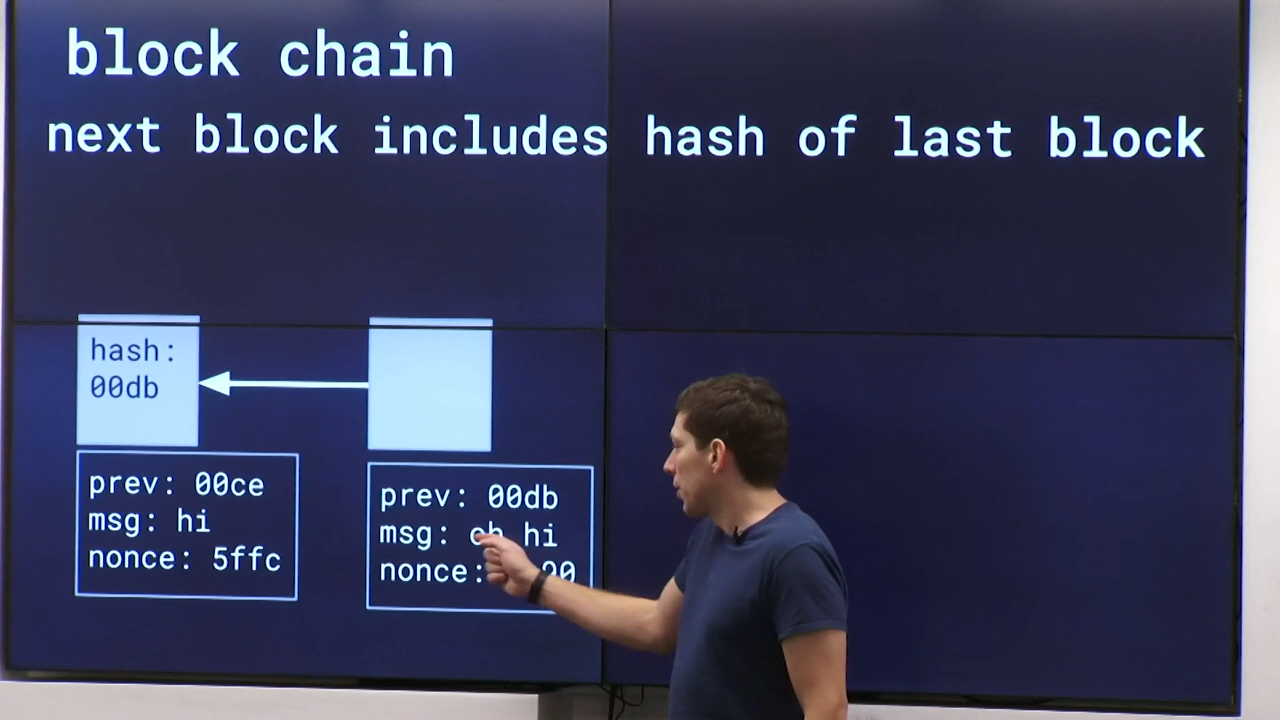 block chain
next block includes hash of last block
hash:
00db
prev: 00ce
msg: hi
nonce: 5ffc
prev: 00db
msg: hi
nonce: